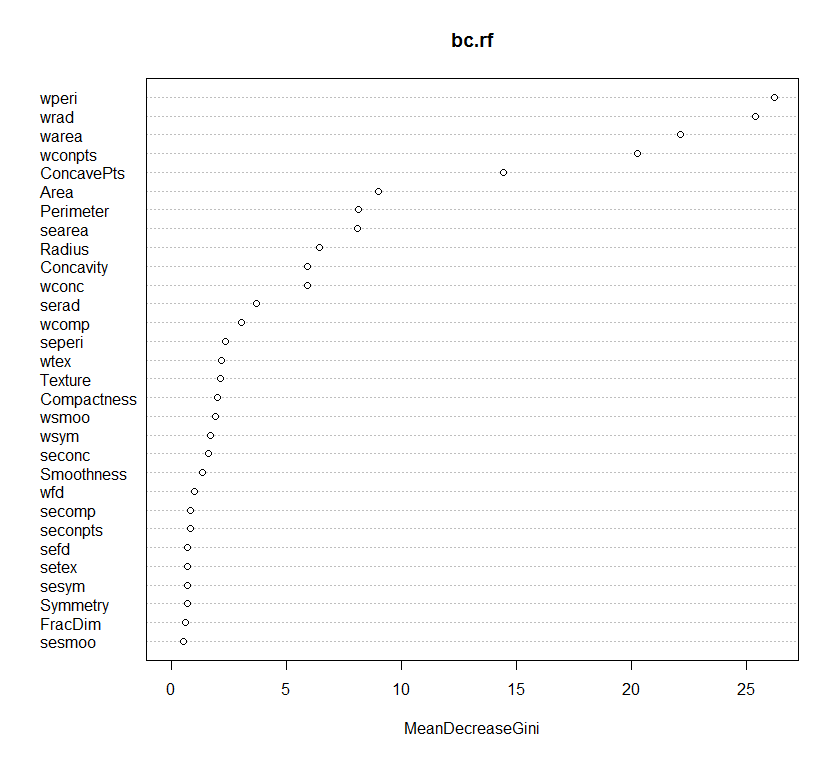 bc.rf
wperi
wrad
warea
wconpts
ConcavePts
Area
Perimeter
searea
Radius
Concavity
wconc
serad
wcomp
seperi
wtex
Texture
Compactness
wsmoo
wsym
seconc
Smoothness
wfd
secomp
seconpts
sefd
setex
sesym
Symmetry
FracDim
sesmoo
0 5 10 15 20 25
MeanDecreaseGini